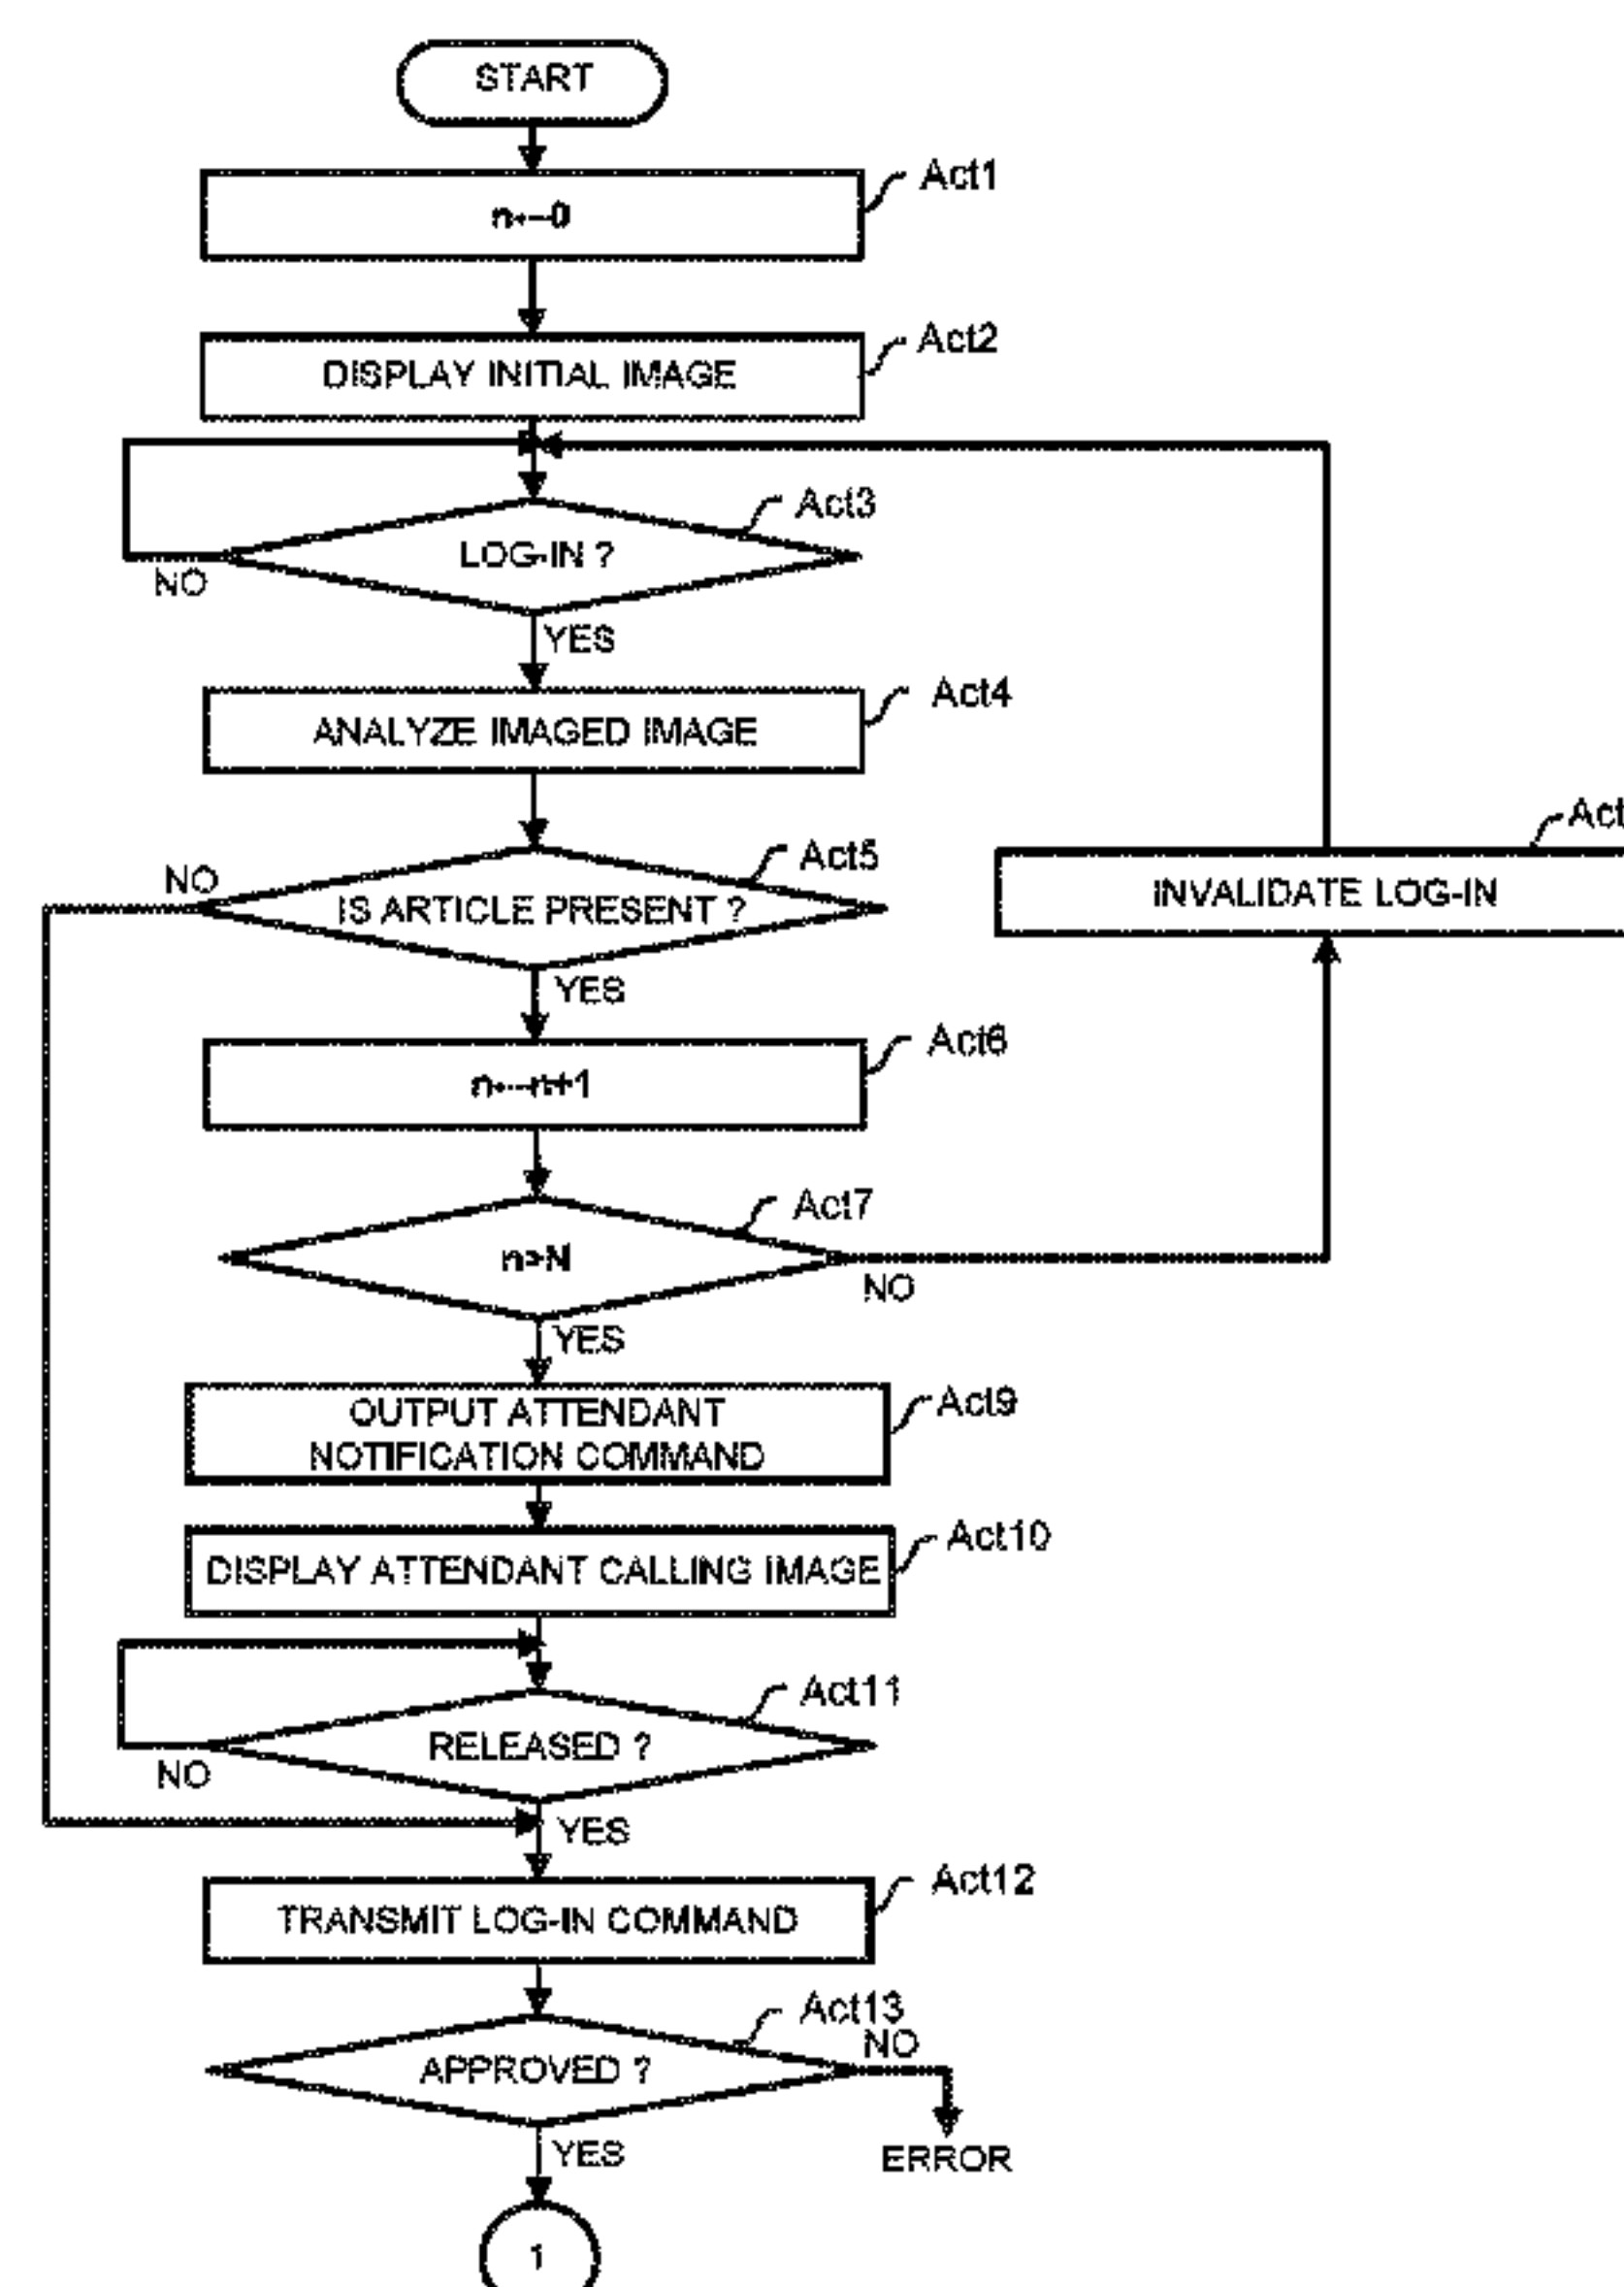 START
Act1
n←0
Act2
DISPLAY INITIAL IMAGE
Act3
LOG-IN ?
NO
YES
Act4
ANALYZE IMAGED IMAGE
Act
INVALIDATE LOG-IN
Act5
NO
IS ARTICLE PRESENT ?
YES
Act6
n←n+1
Act7
n>N
NO
YES
Act9
OUTPUT ATTENDANT
NOTIFICATION COMMAND
Act10
DISPLAY ATTENDANT CALLING IMAGE
Act11
RELEASED ?
NO
YES
Act12
TRANSMIT LOG-IN COMMAND
Act13
NO
APPROVED ?
YES
ERROR
1